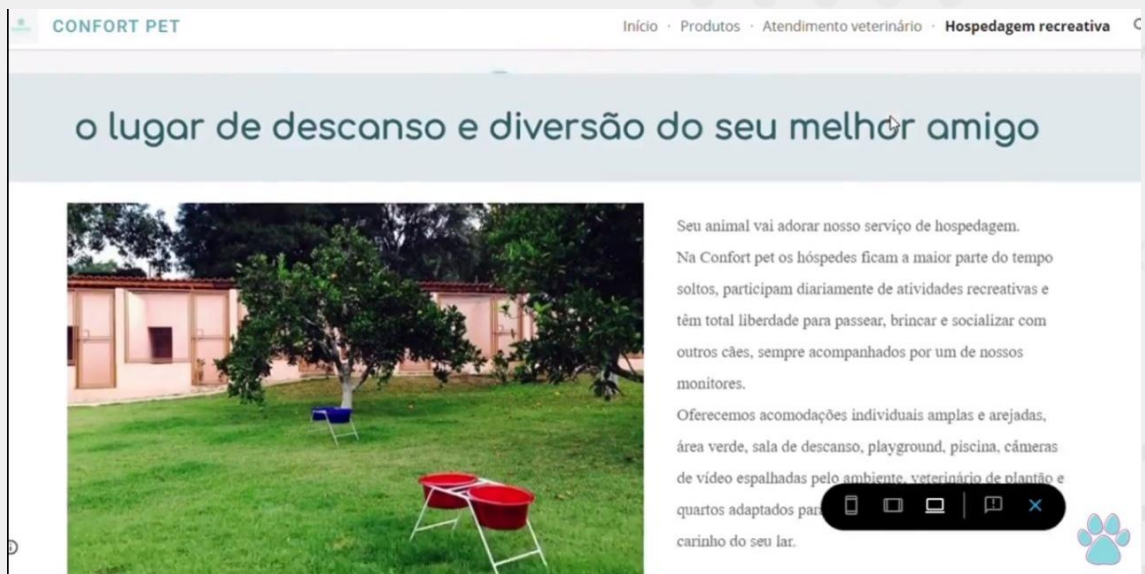 CONFORT PET
Início · Produtos · Atendimento veterinário · Hospedagem recreativa
o lugar de descanso e diversão do seu melhor amigo
Seu animal vai adorar nosso serviço de hospedagem.
Na Confort pet os hóspedes ficam a maior parte do tempo
soltos, participam diariamente de atividades recreativas e
têm total liberdade para passear, brincar e socializar com
outros cães, sempre acompanhados por um de nossos
monitores.
Oferecemos acomodações individuais amplas e arejadas,
área verde, sala de descanso, playground, piscina, câmeras
de vídeo espalhadas pelo ambiente, veterinário de plantão e
quartos adaptados
carinho do seu lar.